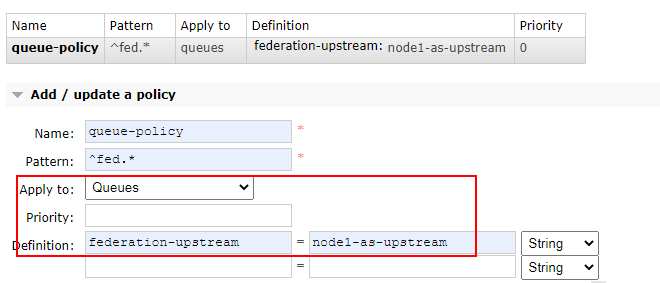 Name Pattern Apply to Definition Priority
queue-policy ^fed.* queues federation-upstream: node1-as-upstream 0
Add / update a policy
Name: queue-policy *
Pattern: ^fed.* *
Apply to: Queues
Priority:
Definition: federation-upstream = node1-as-upstream String
= String